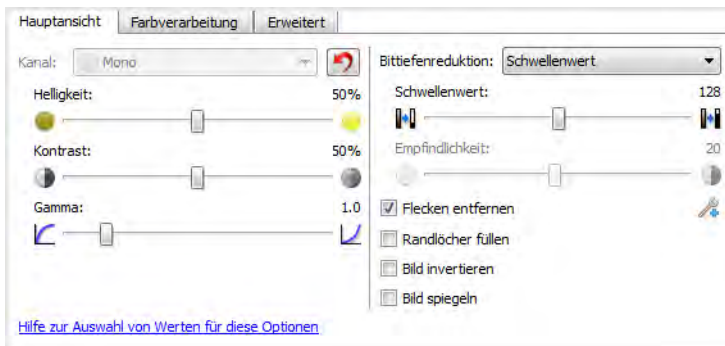 Hauptansicht Farbverarbeitung Erweitert
Kanal: Mono
Helligkeit: 50%
Kontrast: 50%
Gamma: 1.0
Hilfe zur Auswahl von Werten für diese Optionen
Bittiefenreduktion: Schwellenwert
Schwellenwert: 128
Empfindlichkeit: 20
Flecken entfernen
Randlöcher füllen
Bild invertieren
Bild spiegeln